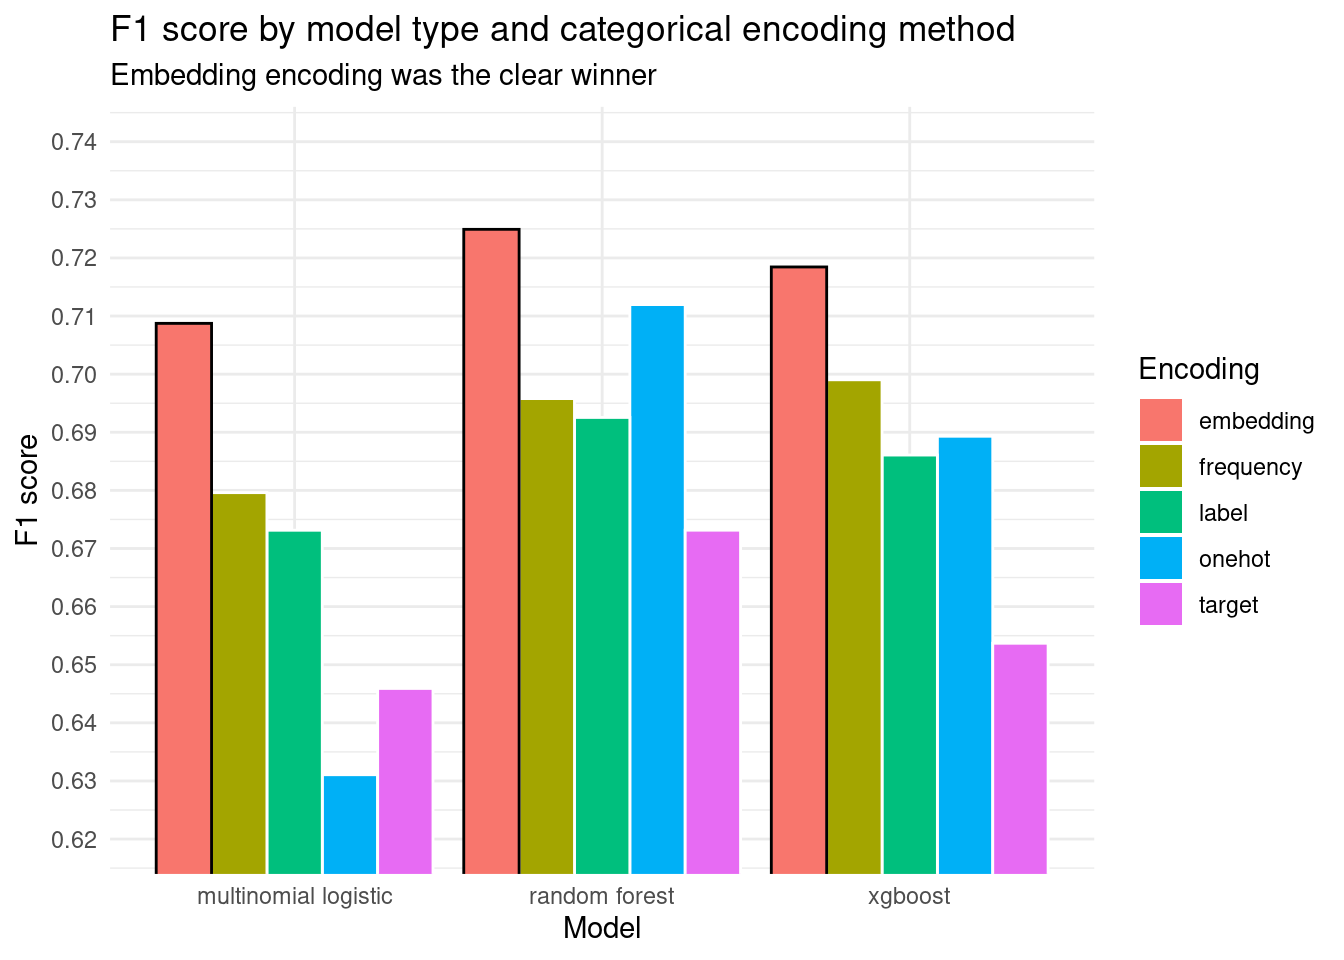 F1 score by model type and categorical encoding method
Embedding encoding was the clear winner
0.74
0.73
0.72
0.71
0.70
0.69
0.68
0.67
0.66
0.65
0.64
0.63
0.62
F1 score
multinomial logistic
random forest
xgboost
Model
Encoding
embedding
frequency
label
onehot
target